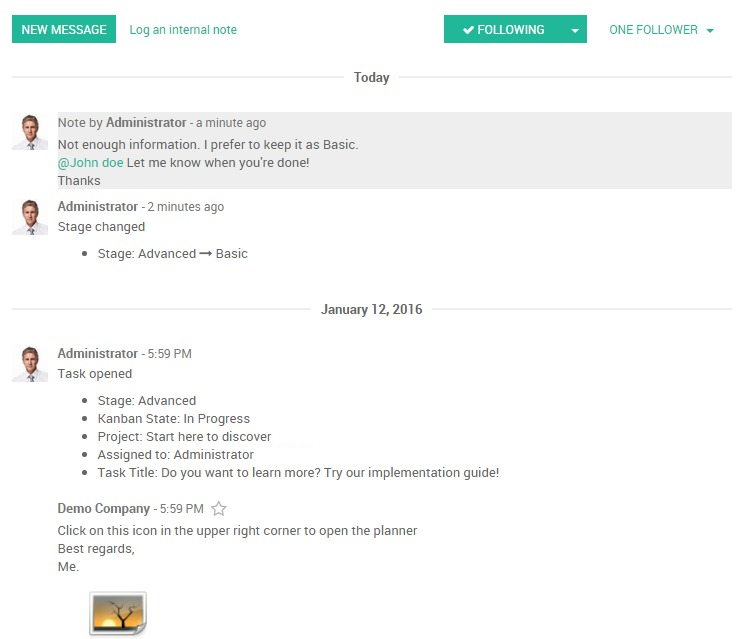 NEW MESSAGE Log an internal note FOLLOWING ONE FOLLOWER
Today
Note by Administrator - a minute ago
Not enough information. I prefer to keep it as Basic.
@John doe Let me know when you're done!
Thanks
Administrator - 2 minutes ago
Stage changed
• Stage: Advanced → Basic
January 12, 2016
Administrator - 5:59 PM
Task opened
• Stage: Advanced
• Kanban State: In Progress
• Project: Start here to discover
• Assigned to: Administrator
• Task Title: Do you want to learn more? Try our implementation guide!
Demo Company - 5:59 PM
Click on this icon in the upper right corner to open the planner
Best regards,
Me.